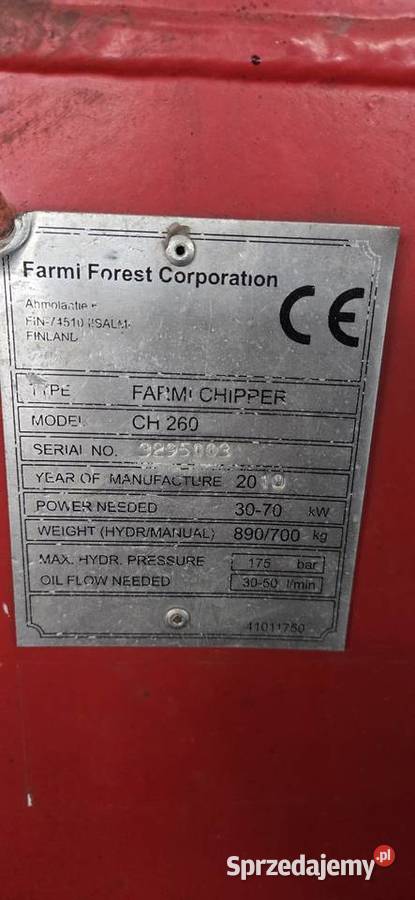 Farmi Forest Corporation
CE
FINLAND
TYPE FARMI CHIPPER
MODEL CH 260
SERIAL NO.
YEAR OF MANUFACTURE 2010
POWER NEEDED 30-70 kW
WEIGHT (HYDR/MANUAL) 890/700 kg
MAX. HYDR. PRESSURE 175 bar
OIL FLOW NEEDED 30-50 l/min
41011750
Sprzedajemy.pl